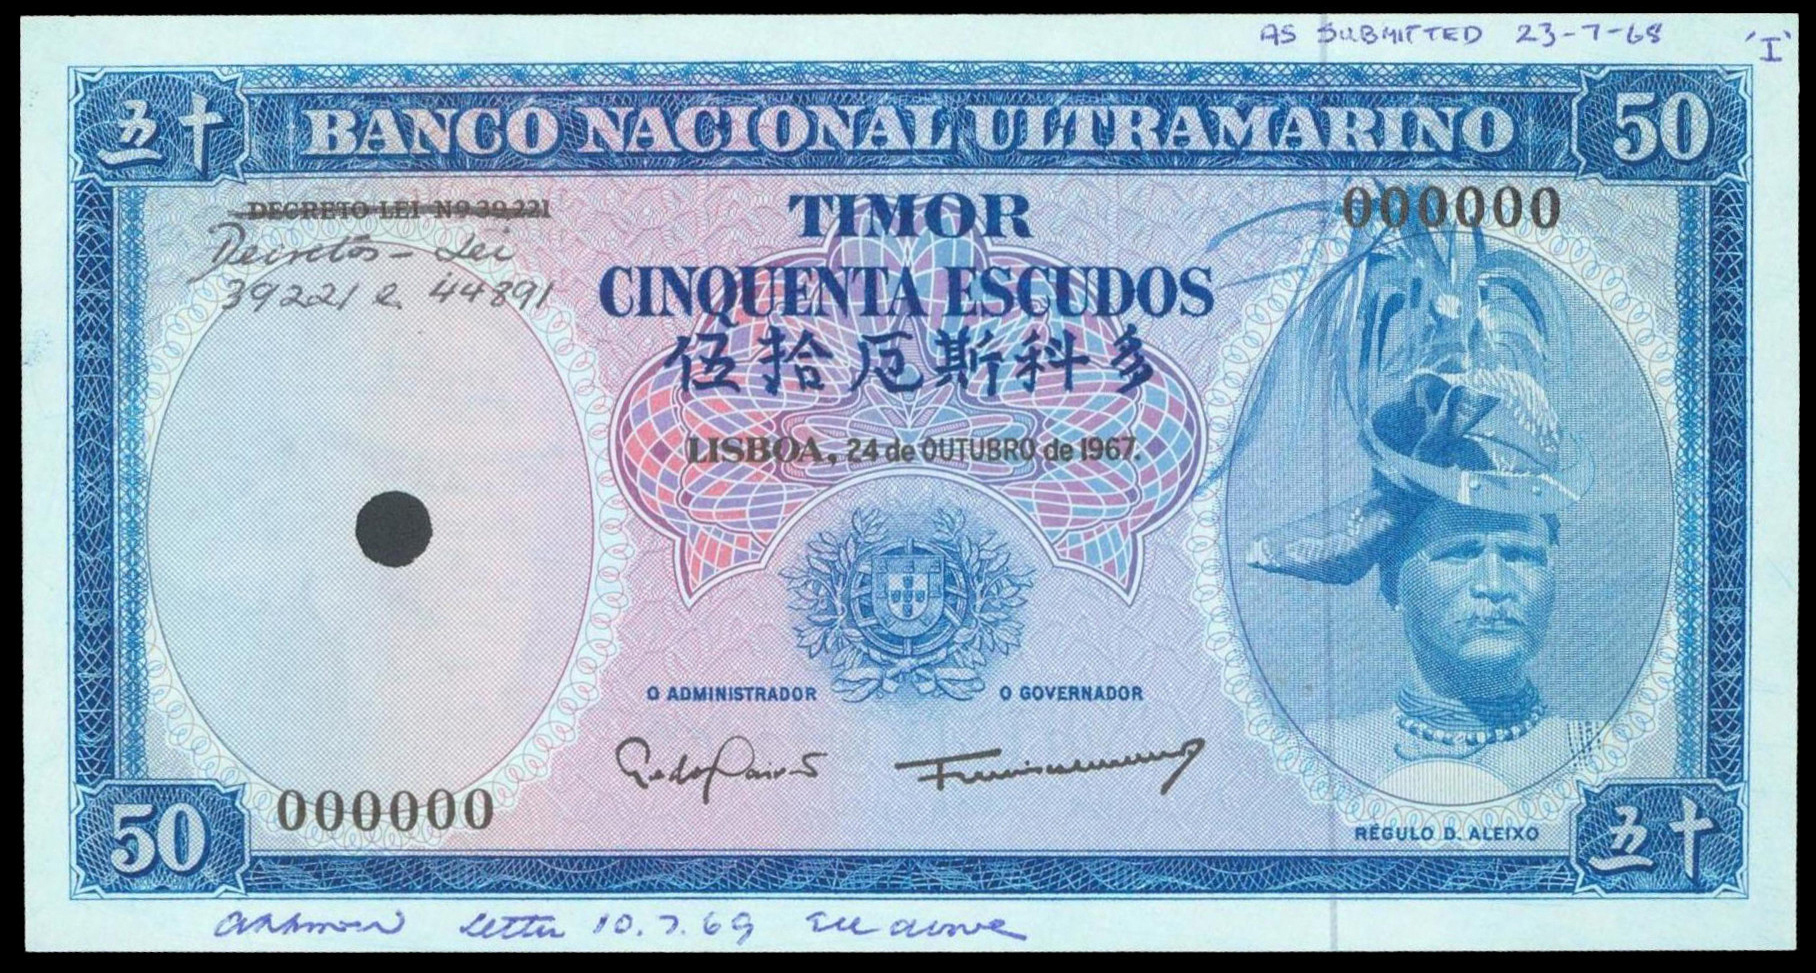 AS SUBMITTED 23-7-68 'I'
五十 BANCO NACIONAL ULTRAMARINO 50
DECRETO LEI Nº 39,221
TIMOR
000000
Decretos - Lei
39221 e 44891
CINQUENTA ESCUDOS
伍拾厄斯科多
LISBOA, 24 de OUTUBRO de 1967.
O ADMINISTRADOR
O GOVERNADOR
50
000000
RÉGULO D. ALEIXO
五十
letter 10.7.69 See above